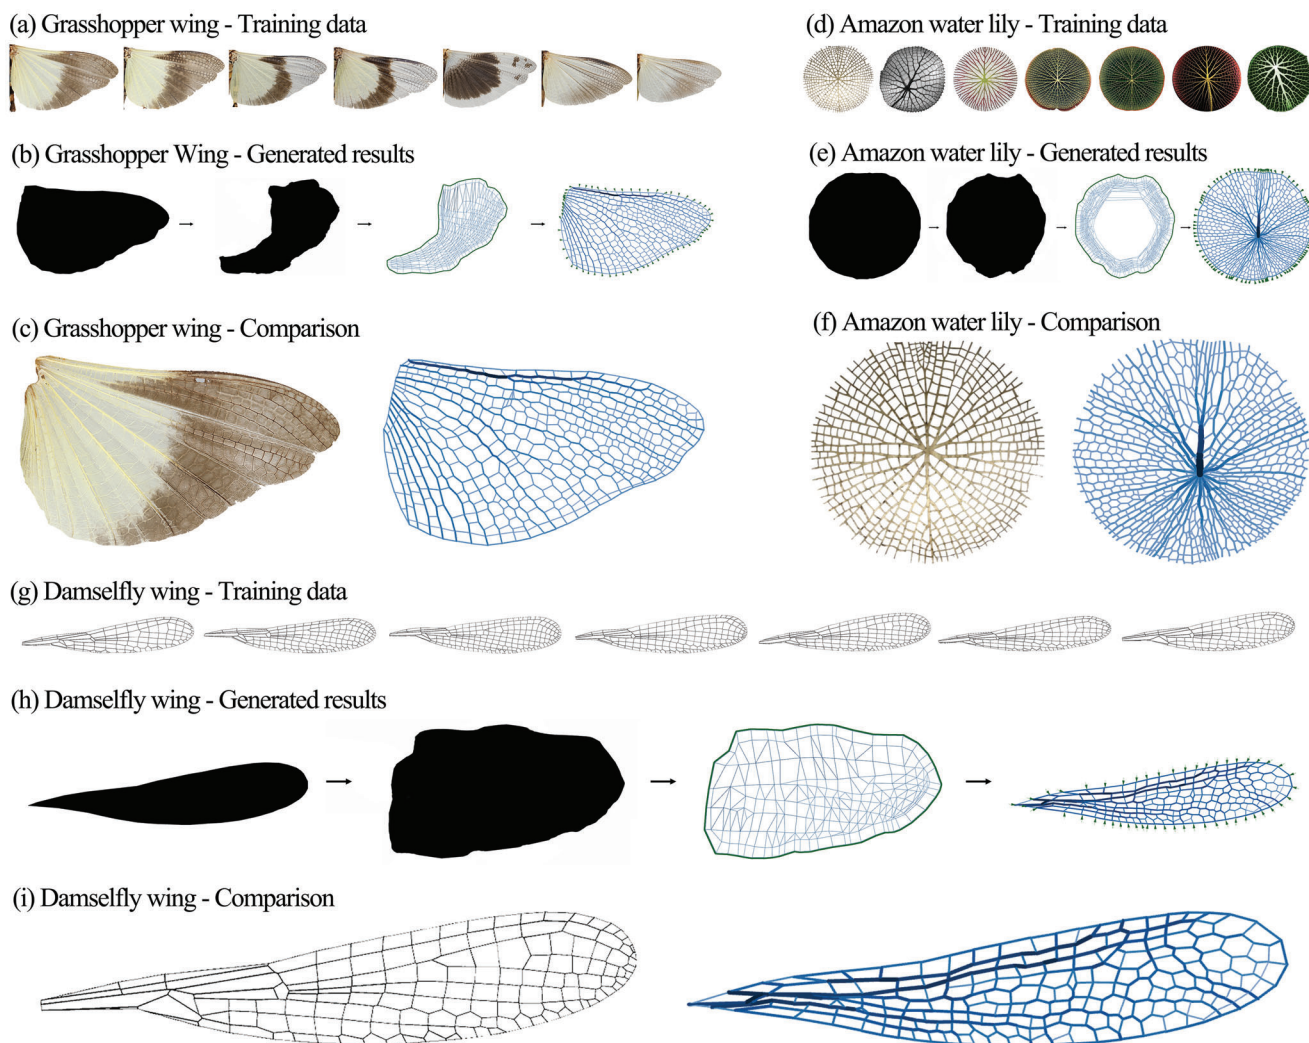 (a) Grasshopper wing - Training data
(d) Amazon water lily - Training data
(b) Grasshopper Wing - Generated results
(e) Amazon water lily - Generated results
(c) Grasshopper wing - Comparison
(f) Amazon water lily - Comparison
(g) Damselfly wing - Training data
(h) Damselfly wing - Generated results
(i) Damselfly wing - Comparison